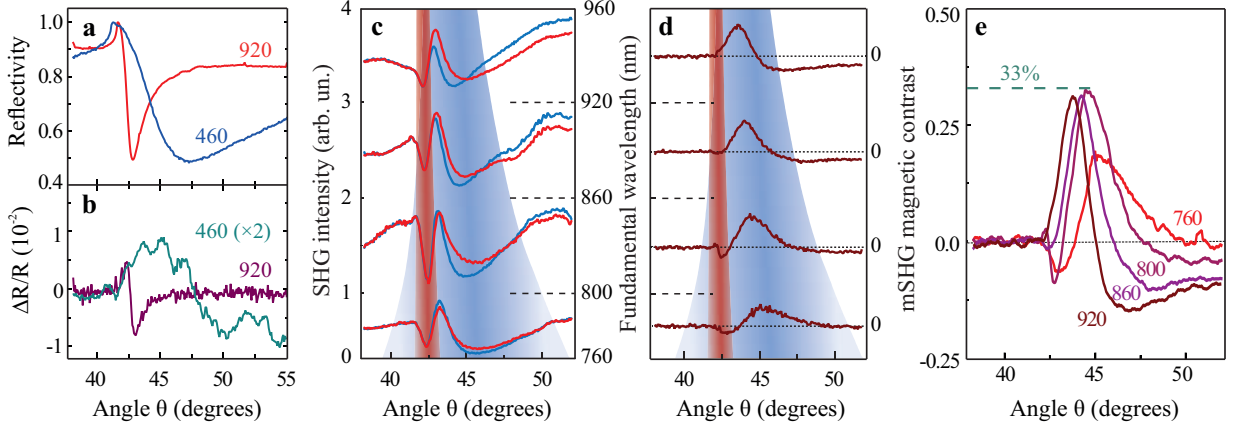 a
920
460
Reflectivity
1.0
0.8
0.6
0.4
b
460 (×2)
920
ΔR/R (10⁻²)
1
0
-1
40 45 50 55
Angle θ (degrees)
c
SHG intensity (arb. un.)
4
3
2
1
0
40 45 50
Angle θ (degrees)
960
920
860
800
760
Fundamental wavelength (nm)
d
0
0
0
0
40 45 50
Angle θ (degrees)
e
mSHG magnetic contrast
0.50
0.25
0.0
-0.25
33%
760
800
860
920
40 45 50
Angle θ (degrees)